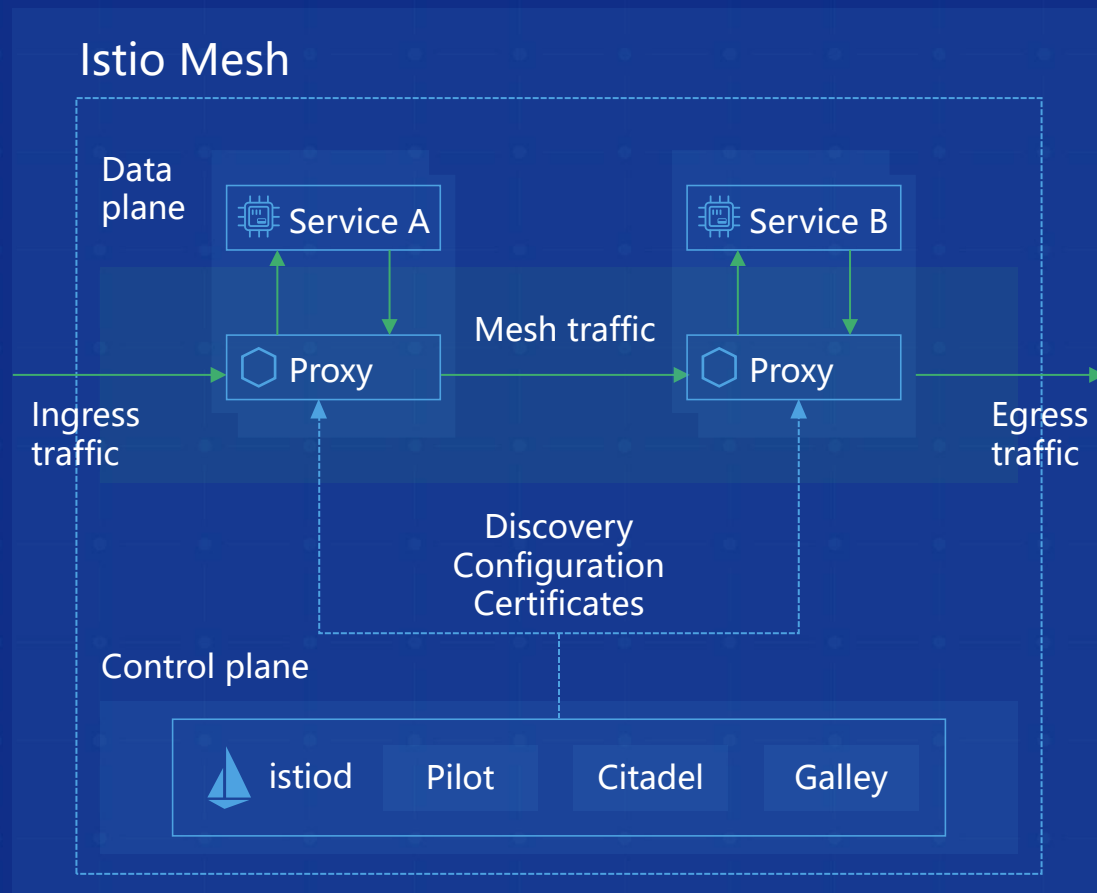 Istio Mesh
Data
plane
Service A
Service B
Mesh traffic
Proxy
Proxy
Ingress
traffic
Egress
traffic
Discovery
Configuration
Certificates
Control plane
istiod
Pilot
Citadel
Galley